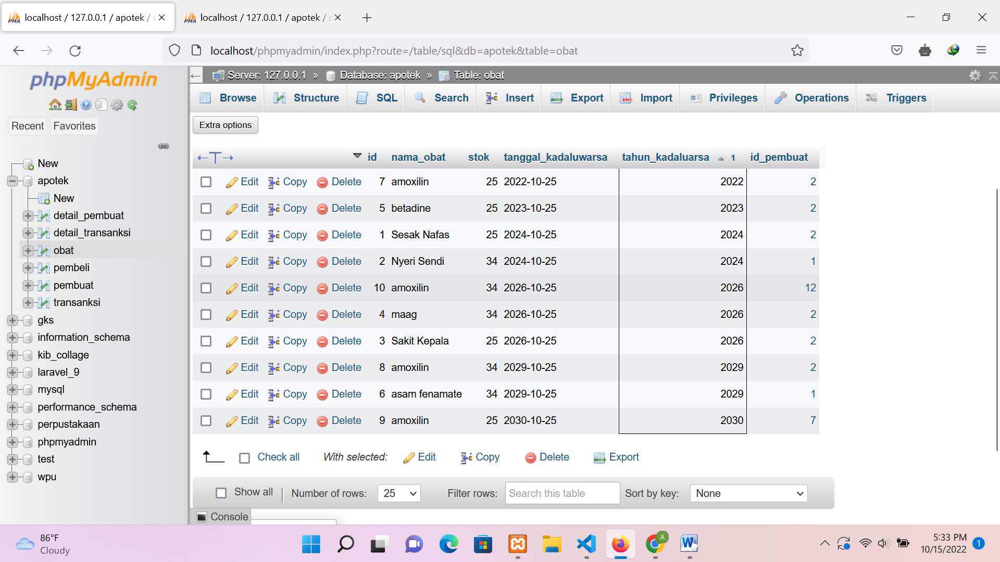 localhost / 127.0.0.1 / apotek /
localhost / 127.0.0.1 / apotek /
localhost/phpmyadmin/index.php?route=/table/sql&db=apotek&table=obat
phpMyAdmin
Recent Favorites
New
apotek
New
detail_pembuat
detail_transanksi
obat
pembeli
pembuat
transanksi
gks
information_schema
kib_collage
laravel_9
mysql
performance_schema
perpustakaan
phpmyadmin
test
wpu
Server: 127.0.0.1 » Database: apotek » Table: obat
Browse Structure SQL Search Insert Export Import Privileges Operations Triggers
Extra options
←T→ id nama_obat stok tanggal_kadaluwarsa tahun_kadaluarsa 1 id_pembuat
Edit Copy Delete 7 amoxilin 25 2022-10-25 2022 2
Edit Copy Delete 5 betadine 25 2023-10-25 2023 2
Edit Copy Delete 1 Sesak Nafas 25 2024-10-25 2024 2
Edit Copy Delete 2 Nyeri Sendi 34 2024-10-25 2024 1
Edit Copy Delete 10 amoxilin 34 2026-10-25 2026 12
Edit Copy Delete 4 maag 34 2026-10-25 2026 2
Edit Copy Delete 3 Sakit Kepala 25 2026-10-25 2026 2
Edit Copy Delete 8 amoxilin 34 2029-10-25 2029 2
Edit Copy Delete 6 asam fenamate 34 2029-10-25 2029 1
Edit Copy Delete 9 amoxilin 25 2030-10-25 2030 7
Check all With selected: Edit Copy Delete Export
Show all Number of rows: 25 Filter rows: Search this table Sort by key: None
Console
86°F
Cloudy
5:33 PM
10/15/2022
1